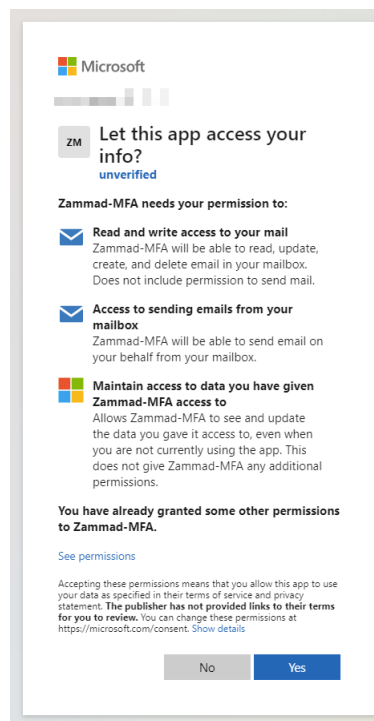 Microsoft
ZM
Let this app access your
info?
unverified
Zammad-MFA needs your permission to:
Read and write access to your mail
Zammad-MFA will be able to read, update,
create, and delete email in your mailbox.
Does not include permission to send mail.
Access to sending emails from your
mailbox
Zammad-MFA will be able to send email on
your behalf from your mailbox.
Maintain access to data you have given
Zammad-MFA access to
Allows Zammad-MFA to see and update
the data you gave it access to, even when
you are not currently using the app. This
does not give Zammad-MFA any additional
permissions.
You have already granted some other permissions
to Zammad-MFA.
See permissions
Accepting these permissions means that you allow this app to use
your data as specified in their terms of service and privacy
statement. The publisher has not provided links to their terms
for you to review. You can change these permissions at
https://microsoft.com/consent. Show details
No
Yes